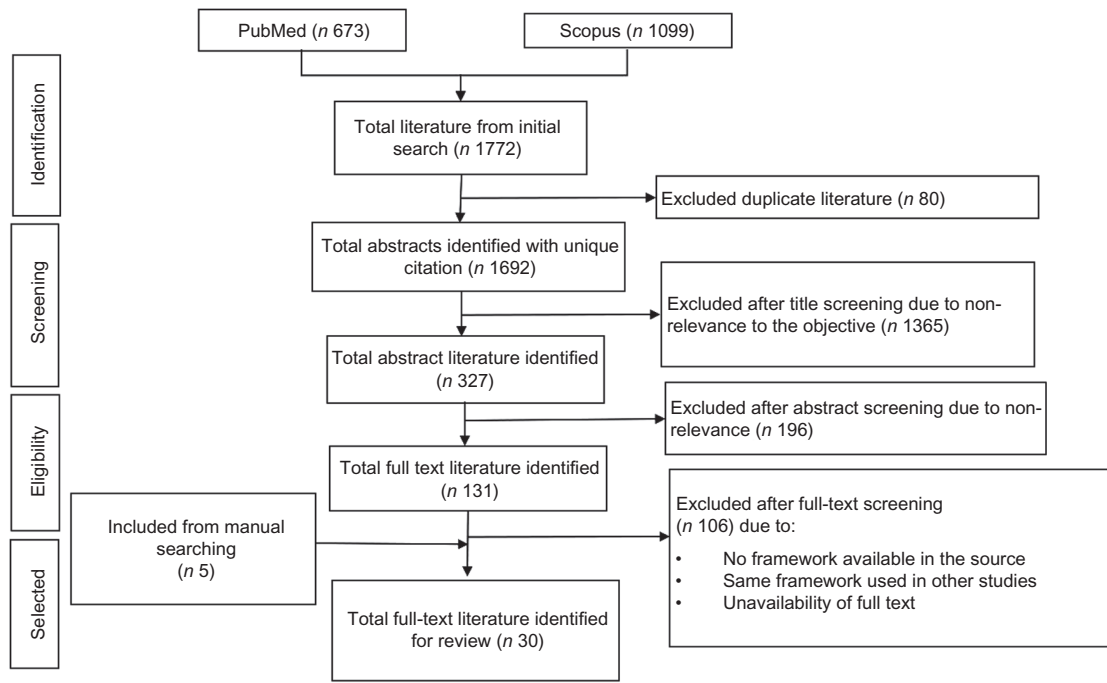 PubMed (n 673)
Scopus (n 1099)
Identification
Total literature from initial
search (n 1772)
Excluded duplicate literature (n 80)
Screening
Total abstracts identified with unique
citation (n 1692)
Excluded after title screening due to non-
relevance to the objective (n 1365)
Total abstract literature identified
(n 327)
Eligibility
Excluded after abstract screening due to non-
relevance (n 196)
Total full text literature identified
(n 131)
Included from manual
searching
(n 5)
Excluded after full-text screening
(n 106) due to:
• No framework available in the source
• Same framework used in other studies
• Unavailability of full text
Selected
Total full-text literature identified
for review (n 30)